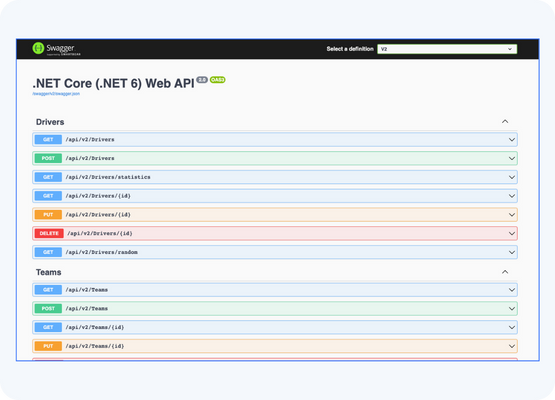 Swagger
Select a definition V2
.NET Core (.NET 6) Web API 2.0 OAS3
/swagger/v2/swagger.json
Drivers
GET /api/v2/Drivers
POST /api/v2/Drivers
GET /api/v2/Drivers/statistics
GET /api/v2/Drivers/{id}
PUT /api/v2/Drivers/{id}
DELETE /api/v2/Drivers/{id}
GET /api/v2/Drivers/random
Teams
GET /api/v2/Teams
POST /api/v2/Teams
GET /api/v2/Teams/{id}
PUT /api/v2/Teams/{id}